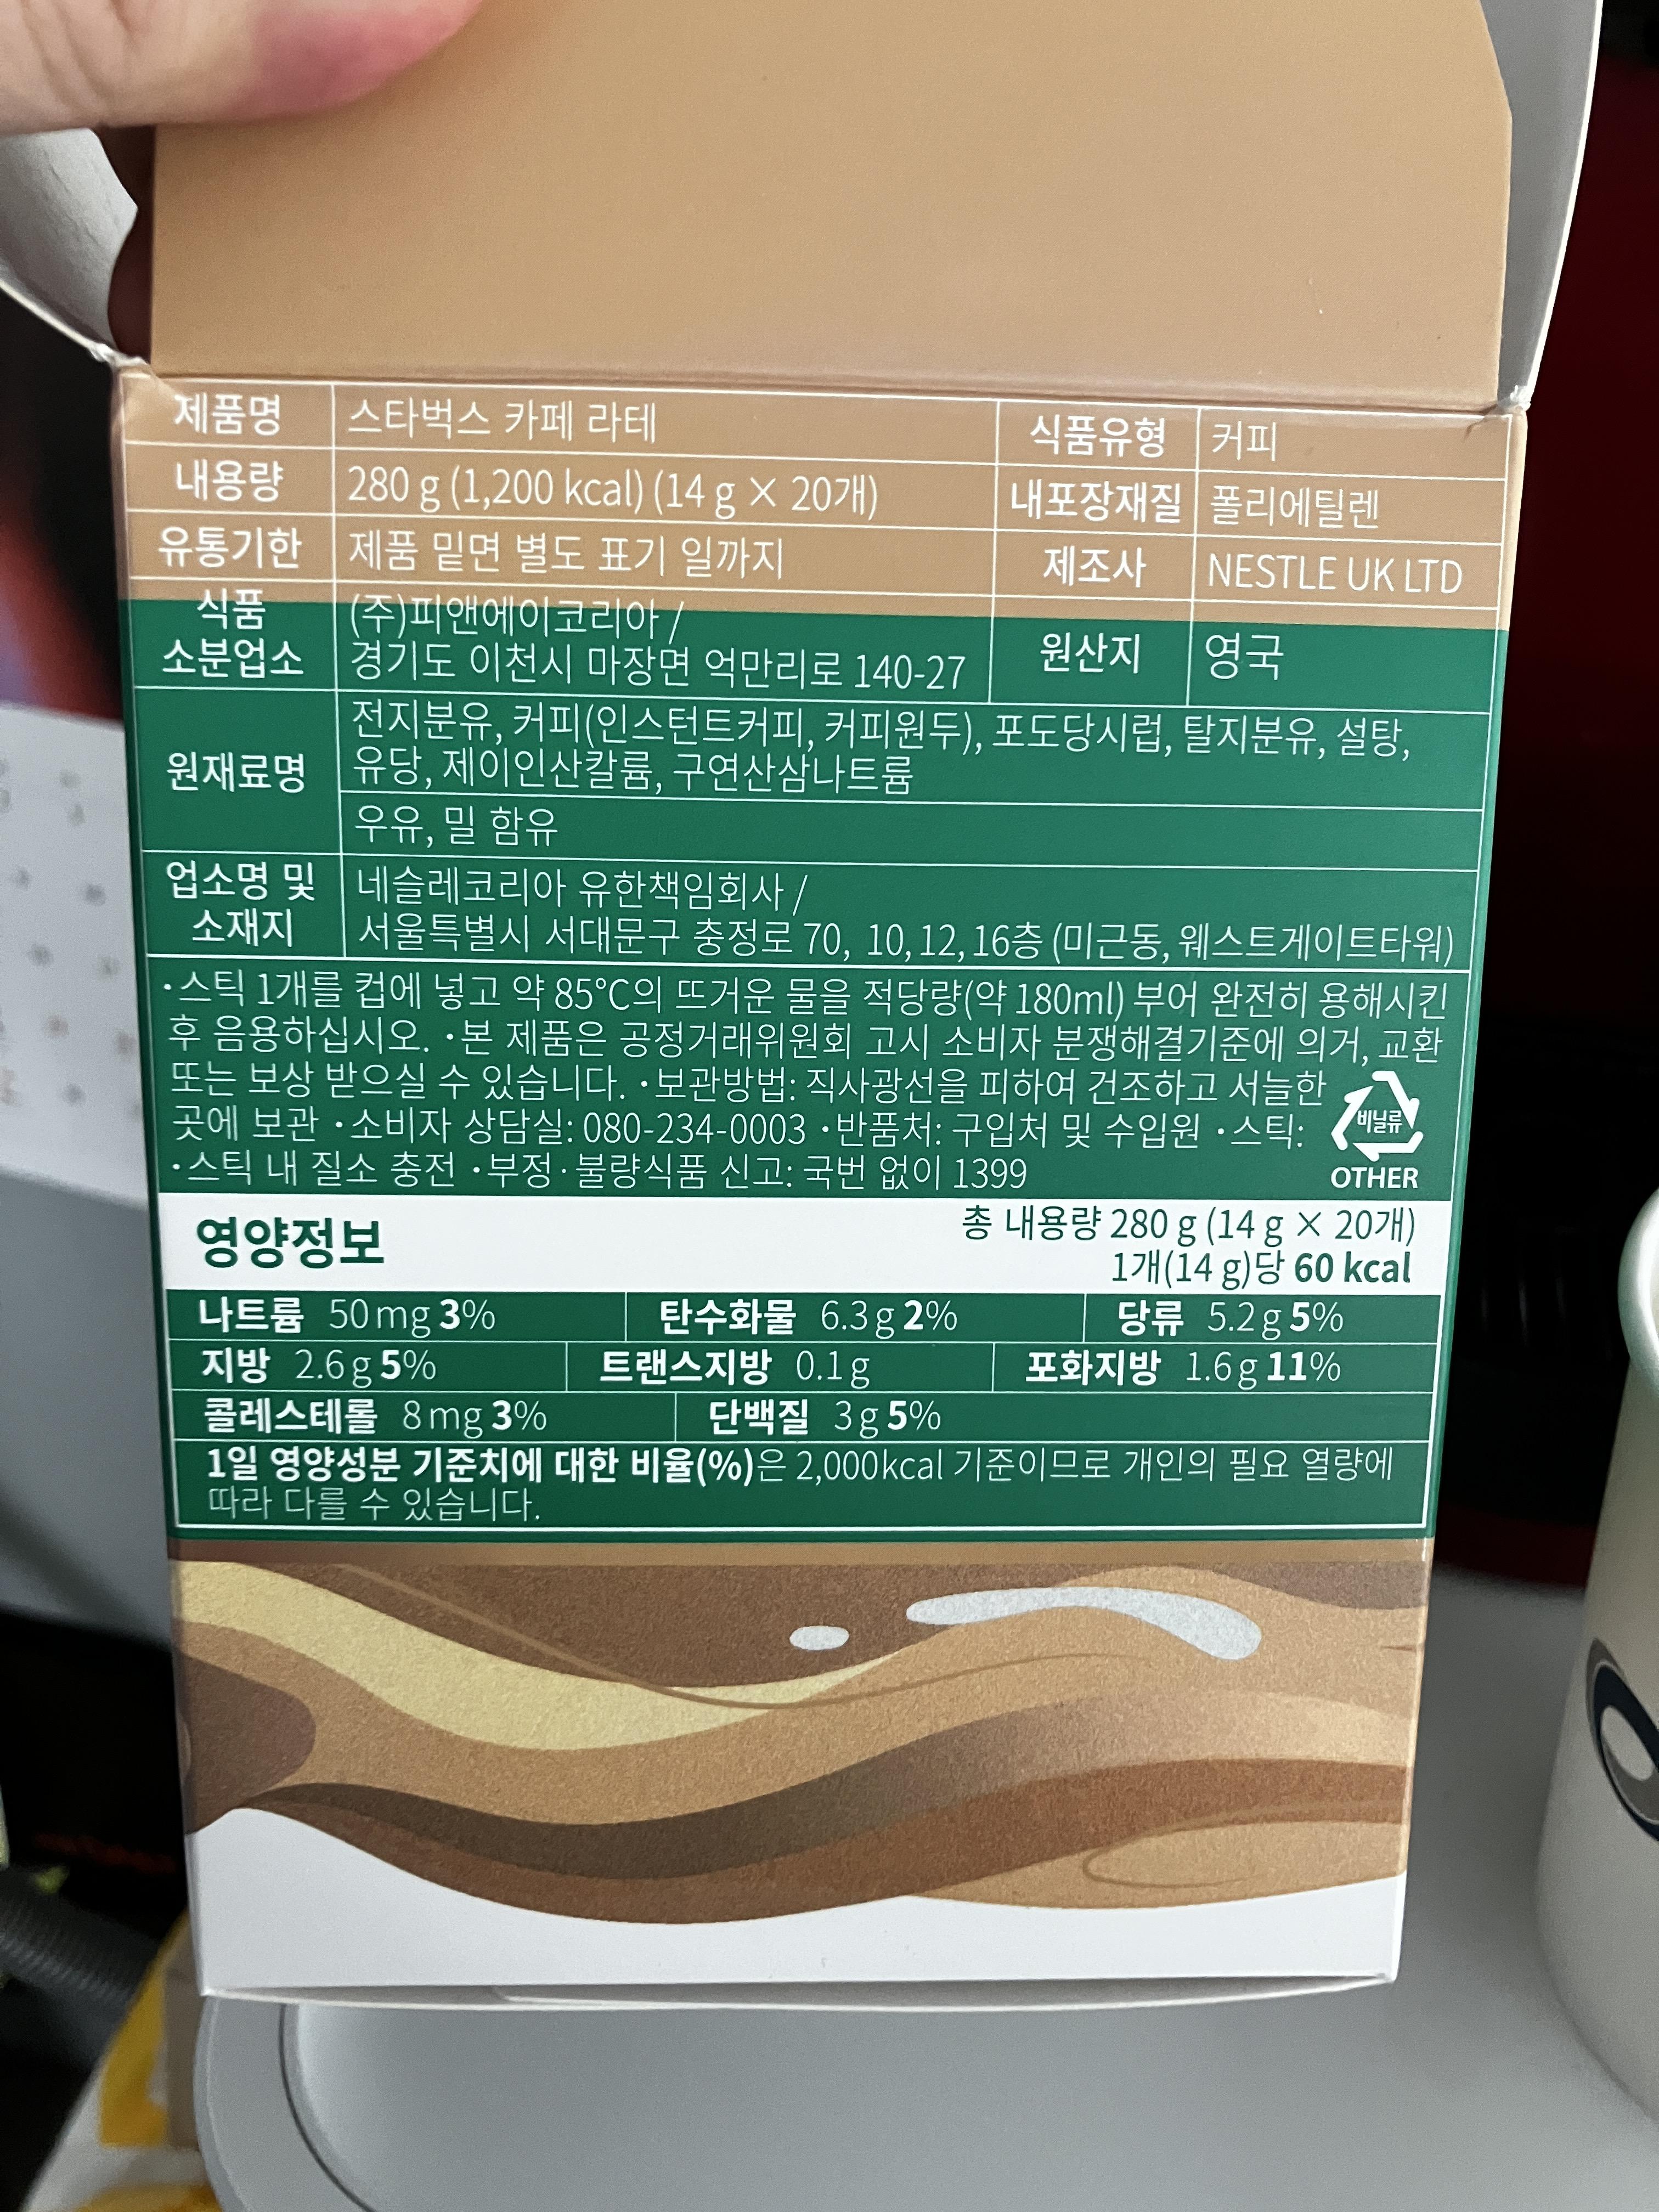 제품명 스타벅스 카페 라테 식품유형 커피
내용량 280 g (1,200 kcal) (14 g × 20개) 내포장재질 폴리에틸렌
유통기한 제품 밑면 별도 표기 일까지 제조사 NESTLE UK LTD
식품
소분업소
(주)피앤에이코리아 /
경기도 이천시 마장면 억만리로 140-27
원산지 영국
원재료명
전지분유, 커피(인스턴트커피, 커피원두), 포도당시럽, 탈지분유, 설탕,
유당, 제이인산칼륨, 구연산삼나트륨
우유, 밀 함유
업소명 및
소재지
네슬레코리아 유한책임회사 /
서울특별시 서대문구 충정로 70, 10, 12, 16층 (미근동, 웨스트게이트타워)
·스틱 1개를 컵에 넣고 약 85°C의 뜨거운 물을 적당량(약 180ml) 부어 완전히 용해시킨
후 음용하십시오. ·본 제품은 공정거래위원회 고시 소비자 분쟁해결기준에 의거, 교환
또는 보상 받으실 수 있습니다. ·보관방법: 직사광선을 피하여 건조하고 서늘한
곳에 보관 ·소비자 상담실: 080-234-0003 ·반품처: 구입처 및 수입원 ·스틱:
·스틱 내 질소 충전 ·부정·불량식품 신고: 국번 없이 1399
비닐류
OTHER
영양정보
총 내용량 280 g (14 g × 20개)
1개(14 g)당 60 kcal
나트륨 50 mg 3% 탄수화물 6.3 g 2% 당류 5.2 g 5%
지방 2.6 g 5% 트랜스지방 0.1 g 포화지방 1.6 g 11%
콜레스테롤 8 mg 3% 단백질 3 g 5%
1일 영양성분 기준치에 대한 비율(%)은 2,000kcal 기준이므로 개인의 필요 열량에
따라 다를 수 있습니다.